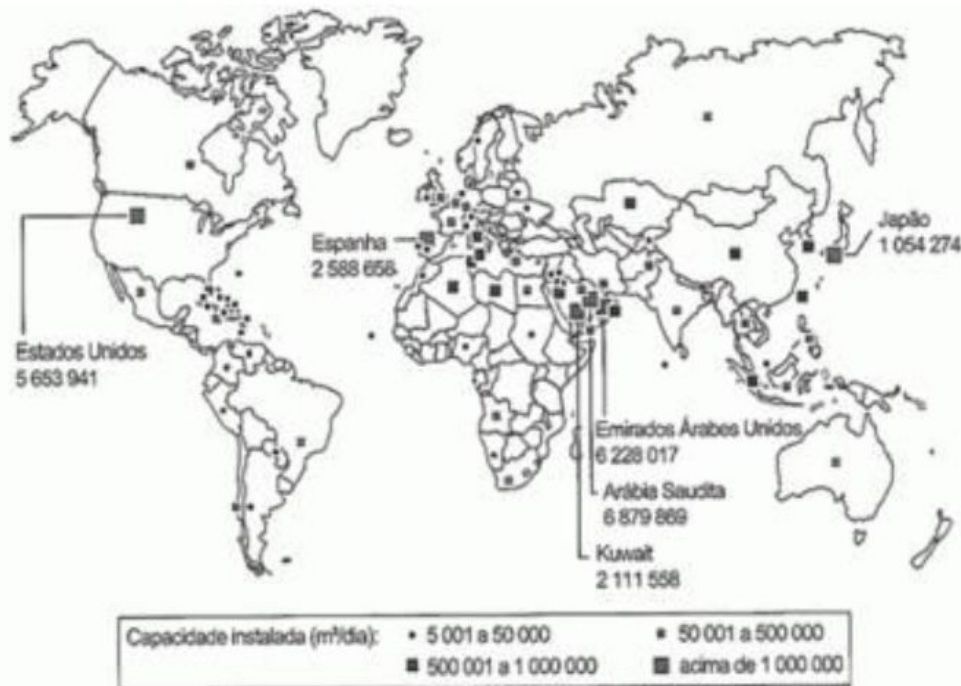 Japão
1 054 274
Espanha
2 588 656
Estados Unidos
5 653 941
Emirados Árabes Unidos
6 228 017
Arábia Saudita
6 879 869
Kuwait
2 111 558
Capacidade instalada (m³/dia): 5 001 a 50 000 50 001 a 500 000
500 001 a 1 000 000 acima de 1 000 000